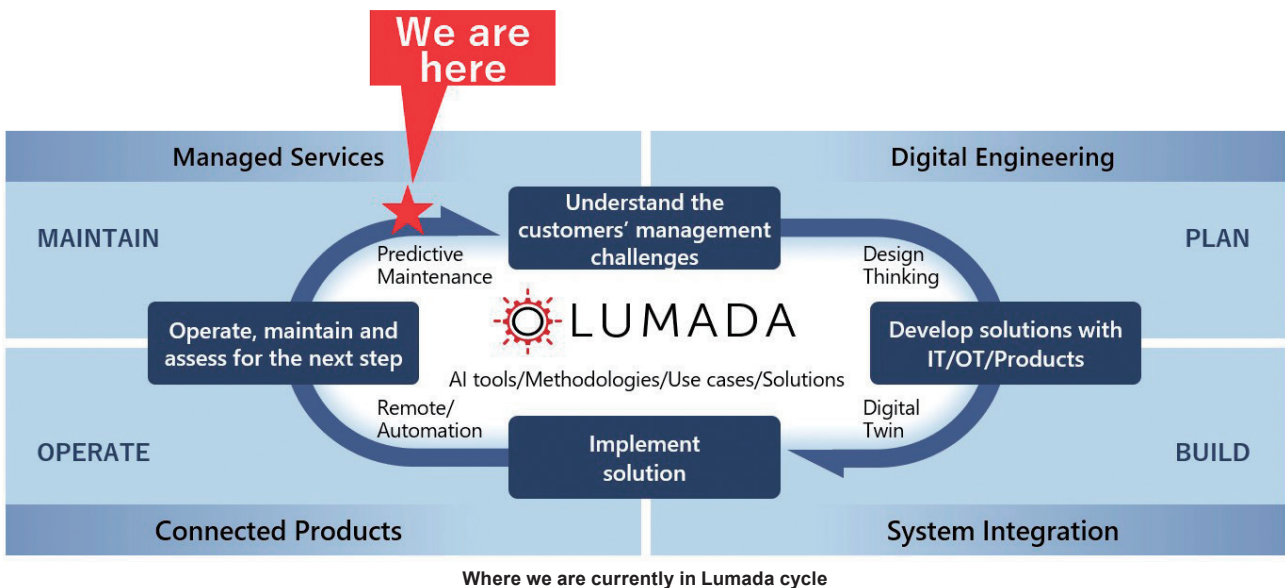 We are
here
Managed Services
Digital Engineering
MAINTAIN
PLAN
Understand the
customers’ management
challenges
Predictive
Maintenance
Design
Thinking
Operate, maintain and
assess for the next step
LUMADA
Develop solutions with
IT/OT/Products
AI tools/Methodologies/Use cases/Solutions
Remote/
Automation
Digital
Twin
Implement
solution
OPERATE
BUILD
Connected Products
System Integration
Where we are currently in Lumada cycle